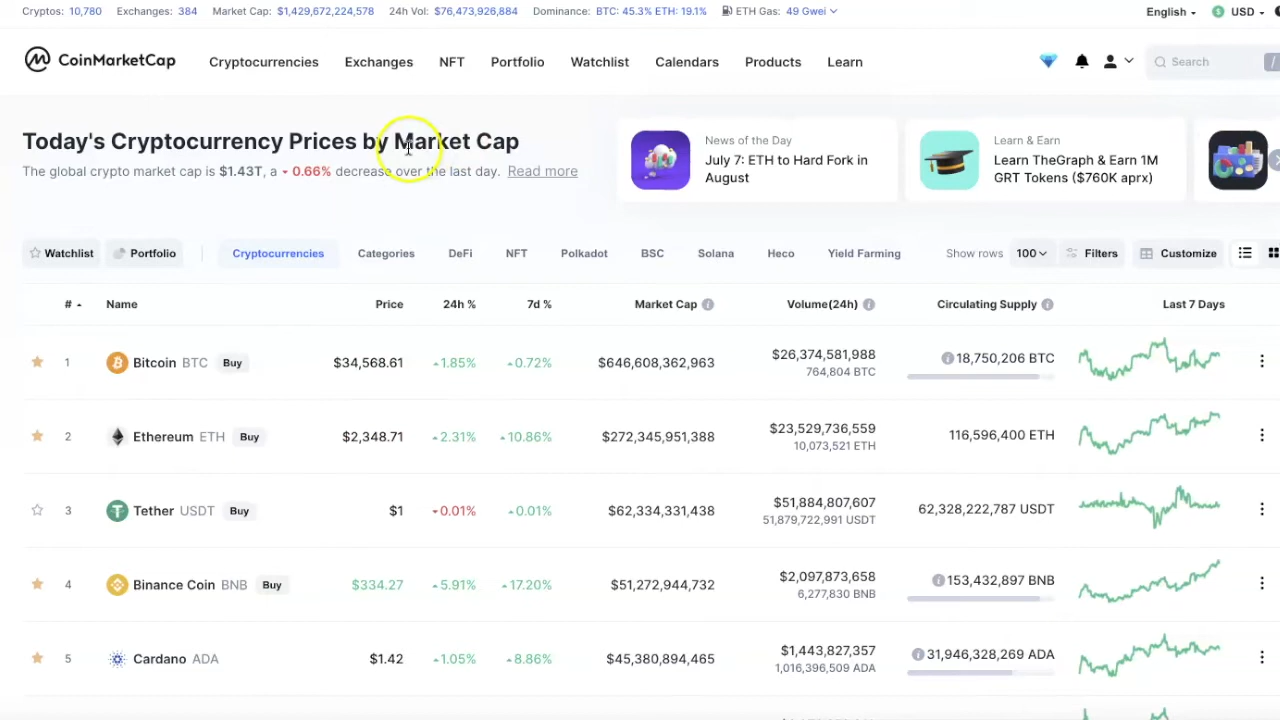 Cryptos: 10,780 Exchanges: 384 Market Cap: $1,429,672,224,578 24h Vol: $76,473,926,884 Dominance: BTC: 45.3% ETH: 19.1% ETH Gas: 49 Gwei English USD
CoinMarketCap Cryptocurrencies Exchanges NFT Portfolio Watchlist Calendars Products Learn Search /
Today's Cryptocurrency Prices by Market Cap
The global crypto market cap is $1.43T, a 0.66% decrease over the last day. Read more
News of the Day
July 7: ETH to Hard Fork in
August
Learn & Earn
Learn TheGraph & Earn 1M
GRT Tokens ($760K aprx)
Watchlist Portfolio Cryptocurrencies Categories DeFi NFT Polkadot BSC Solana Heco Yield Farming Show rows 100 Filters Customize
# Name Price 24h % 7d % Market Cap Volume(24h) Circulating Supply Last 7 Days
1 Bitcoin BTC Buy $34,568.61 1.85% 0.72% $646,608,362,963 $26,374,581,988 18,750,206 BTC
764,804 BTC
2 Ethereum ETH Buy $2,348.71 2.31% 10.86% $272,345,951,388 $23,529,736,559 116,596,400 ETH
10,073,521 ETH
3 Tether USDT Buy $1 0.01% 0.01% $62,334,331,438 $51,884,807,607 62,328,222,787 USDT
51,879,722,991 USDT
4 Binance Coin BNB Buy $334.27 5.91% 17.20% $51,272,944,732 $2,097,873,658 153,432,897 BNB
6,277,830 BNB
5 Cardano ADA $1.42 1.05% 8.86% $45,380,894,465 $1,443,827,357 31,946,328,269 ADA
1,016,396,509 ADA